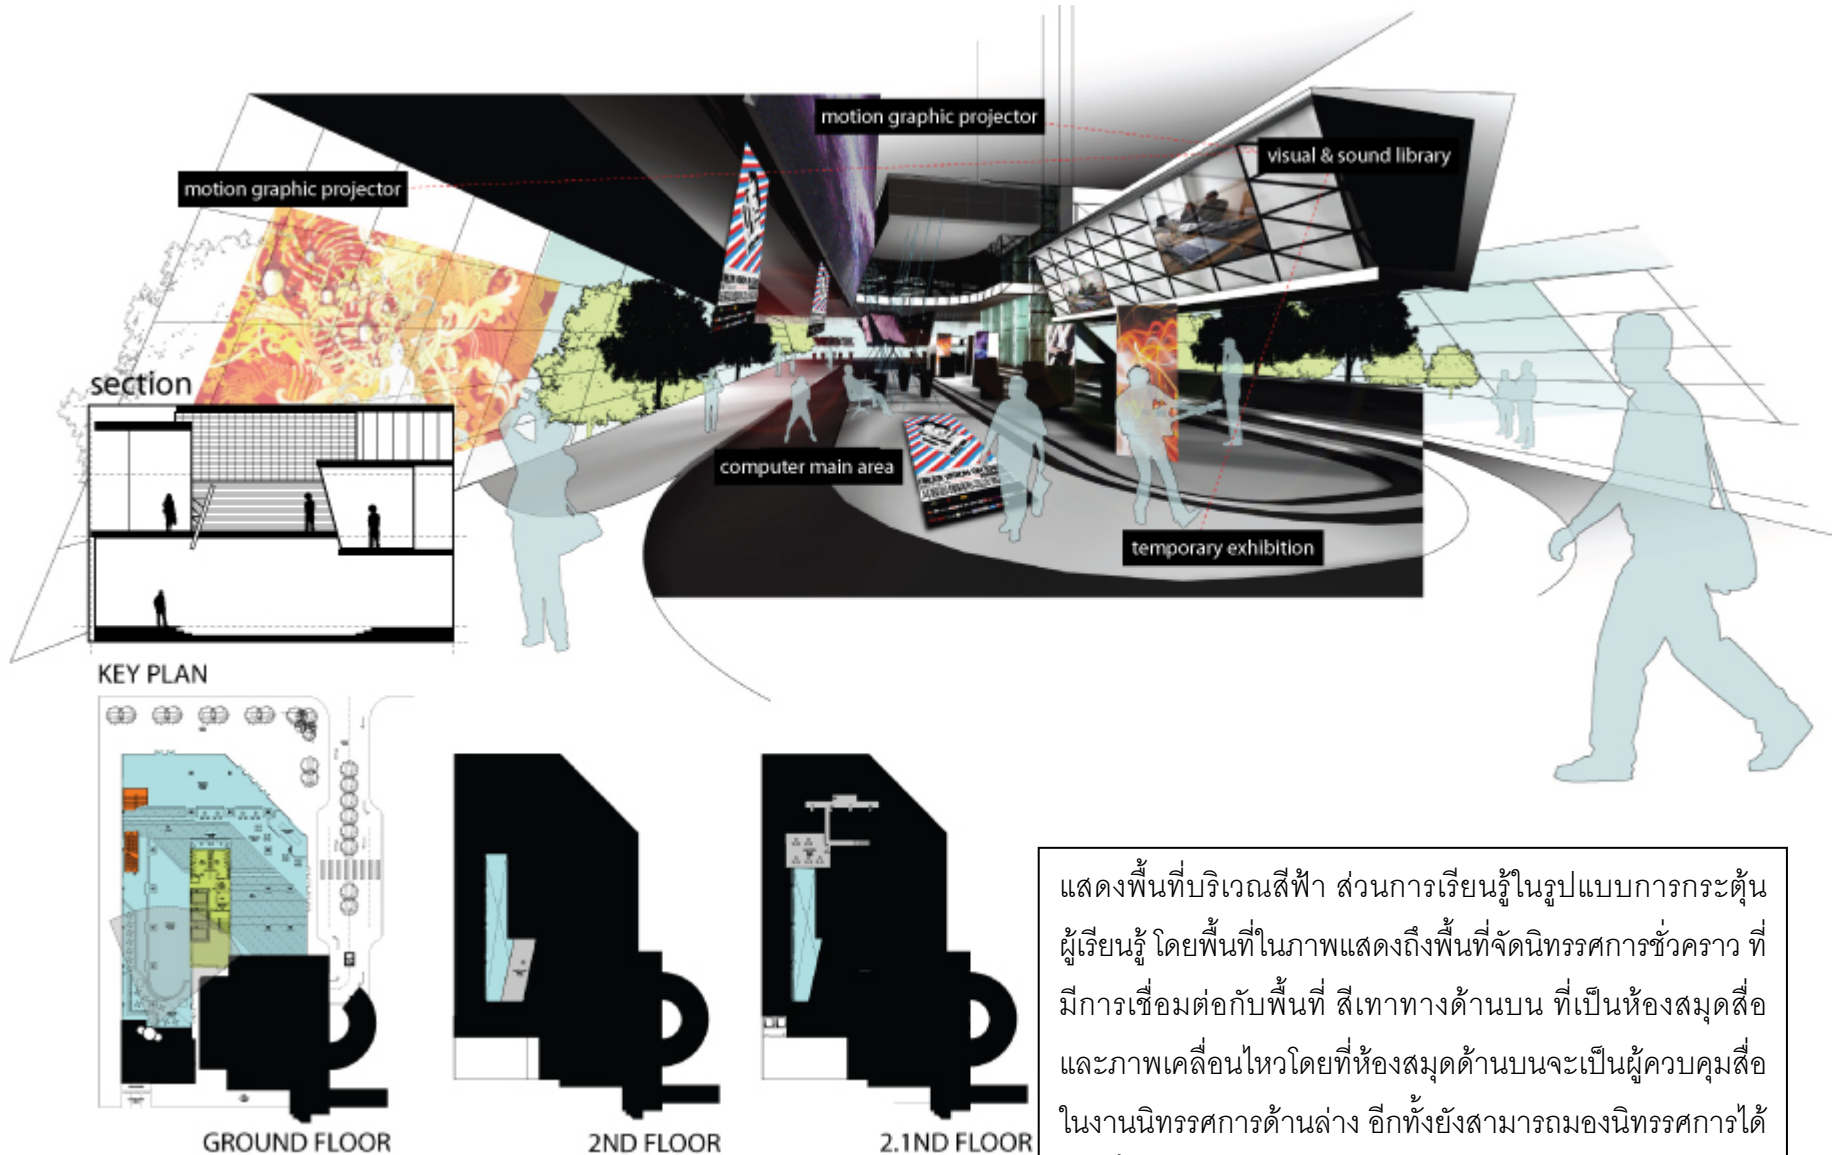 motion graphic projector
visual & sound library
motion graphic projector
section
computer main area
temporary exhibition
KEY PLAN
GROUND FLOOR
2ND FLOOR
2.1ND FLOOR
แสดงพื้นที่บริเวณสีฟ้า ส่วนการเรียนรู้ในรูปแบบการกระตุ้น
ผู้เรียนรู้ โดยพื้นที่ในภาพแสดงถึงพื้นที่จัดนิทรรศการชั่วคราว ที่
มีการเชื่อมต่อกับพื้นที่ สีเทาทางด้านบน ที่เป็นห้องสมุดสื่อ
และภาพเคลื่อนไหวโดยที่ห้องสมุดด้านบนจะเป็นผู้ควบคุมสื่อ
ในงานนิทรรศการด้านล่าง อีกทั้งยังสามารถมองนิทรรศการได้